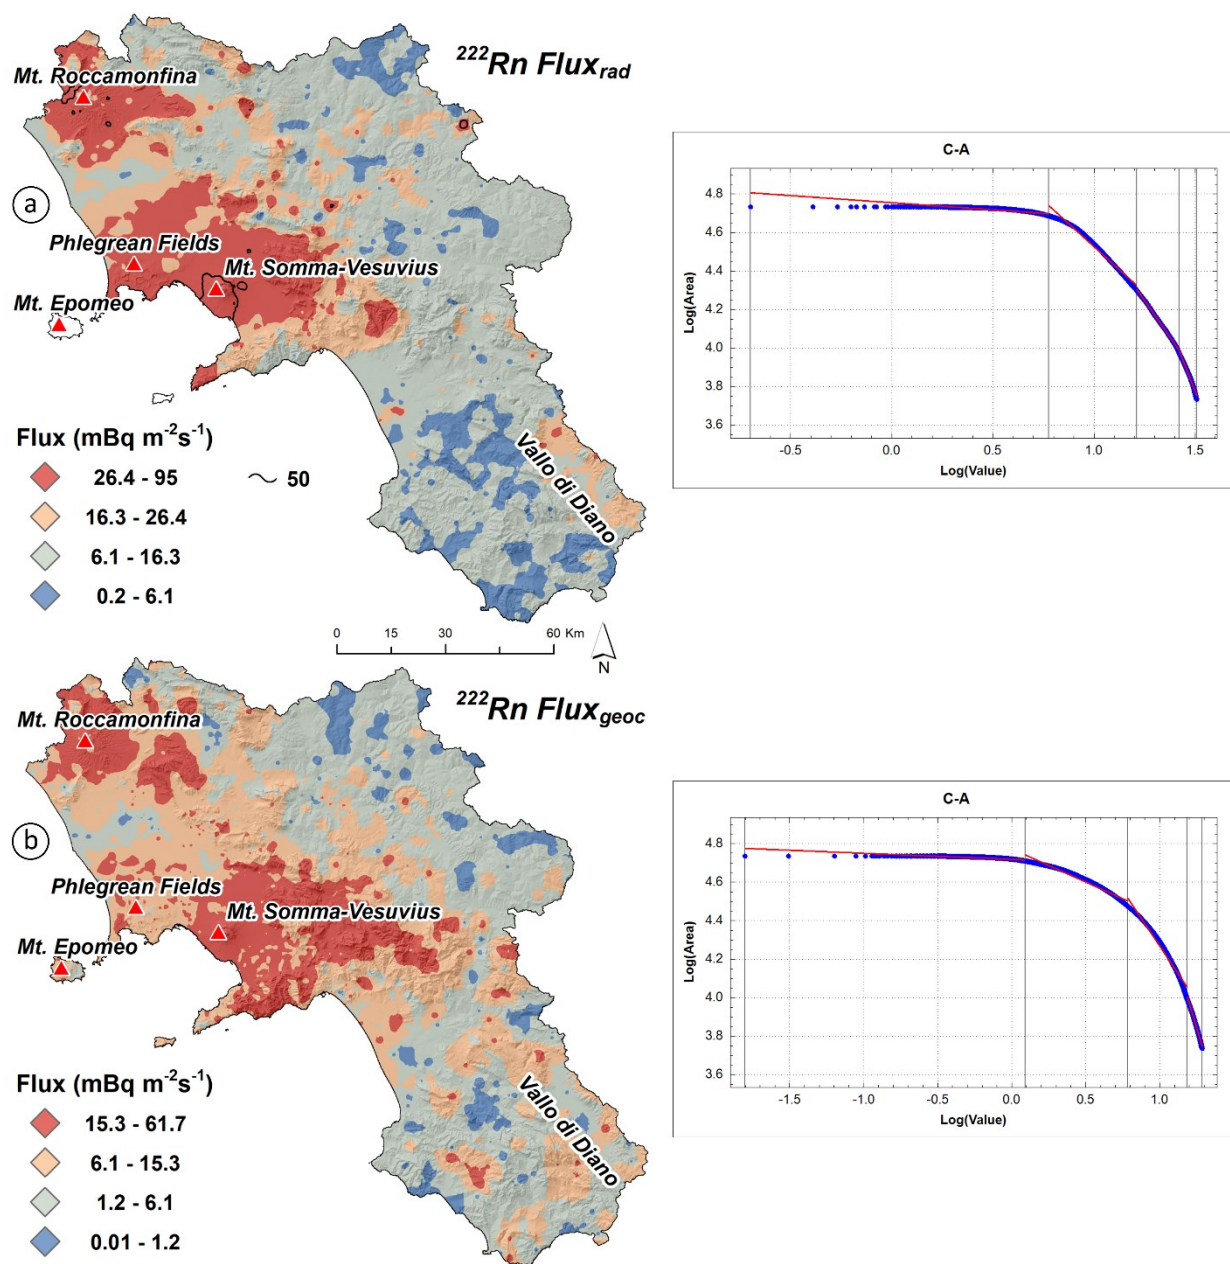 ²²²Rn Flux_rad
Mt. Roccamonfina
a
Phlegrean Fields
Mt. Somma-Vesuvius
Mt. Epomeo
Flux (mBq m⁻²s⁻¹)
26.4 - 95
50
16.3 - 26.4
6.1 - 16.3
0.2 - 6.1
Vallo di Diano
0 15 30 60 Km
N
C-A
Log(Area)
4.8
4.6
4.4
4.2
4.0
3.8
3.6
-0.5 0.0 0.5 1.0 1.5
Log(Value)
²²²Rn Flux_geoc
Mt. Roccamonfina
b
Phlegrean Fields
Mt. Somma-Vesuvius
Mt. Epomeo
Flux (mBq m⁻²s⁻¹)
15.3 - 61.7
6.1 - 15.3
1.2 - 6.1
0.01 - 1.2
Vallo di Diano
C-A
Log(Area)
4.8
4.6
4.4
4.2
4.0
3.8
3.6
-1.5 -1.0 -0.5 0.0 0.5 1.0
Log(Value)